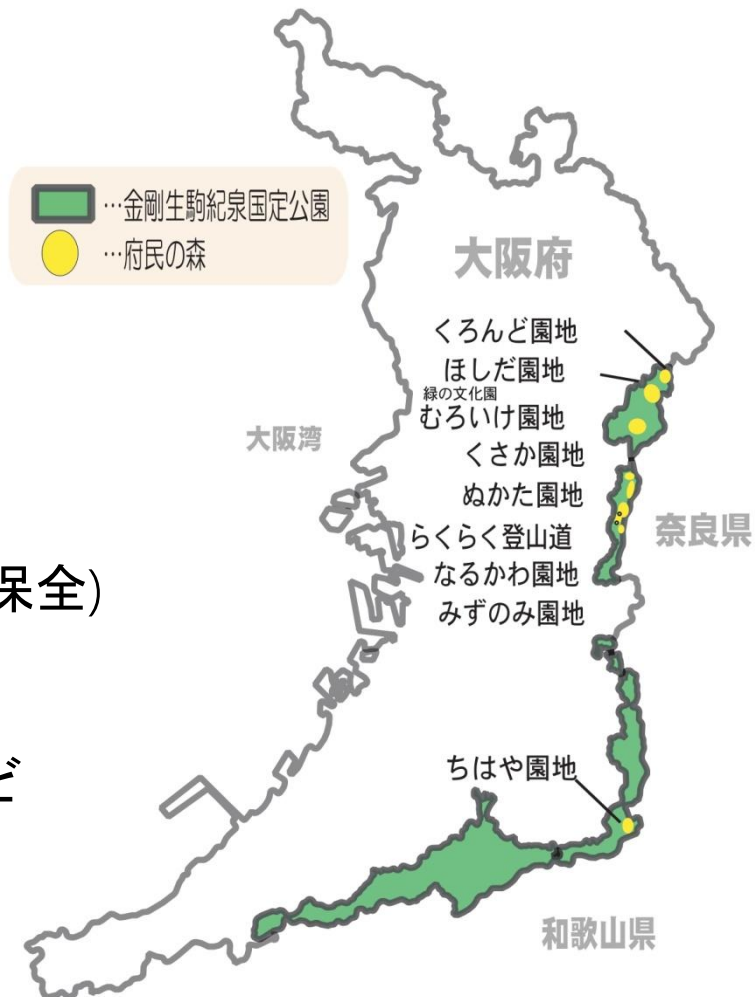 …金剛生駒紀泉国定公園
…府民の森
大阪府
くろんど園地
ほしだ園地
緑の文化園
むろいけ園地
大阪湾
くさか園地
ぬかた園地
奈良県
らくらく登山道
なるかわ園地
保全)
みずのみ園地
ど
ちはや園地
和歌山県